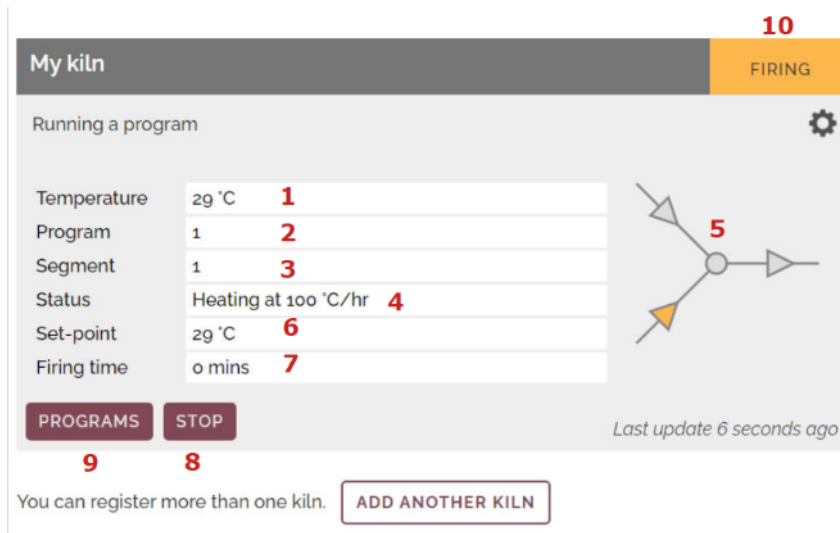 10
My kiln FIRING
Running a program
Temperature 29 °C 1
Program 1 2
Segment 1 3
Status Heating at 100 °C/hr 4
5
Set-point 29 °C 6
Firing time 0 mins 7
PROGRAMS STOP
Last update 6 seconds ago
9 8
You can register more than one kiln. ADD ANOTHER KILN